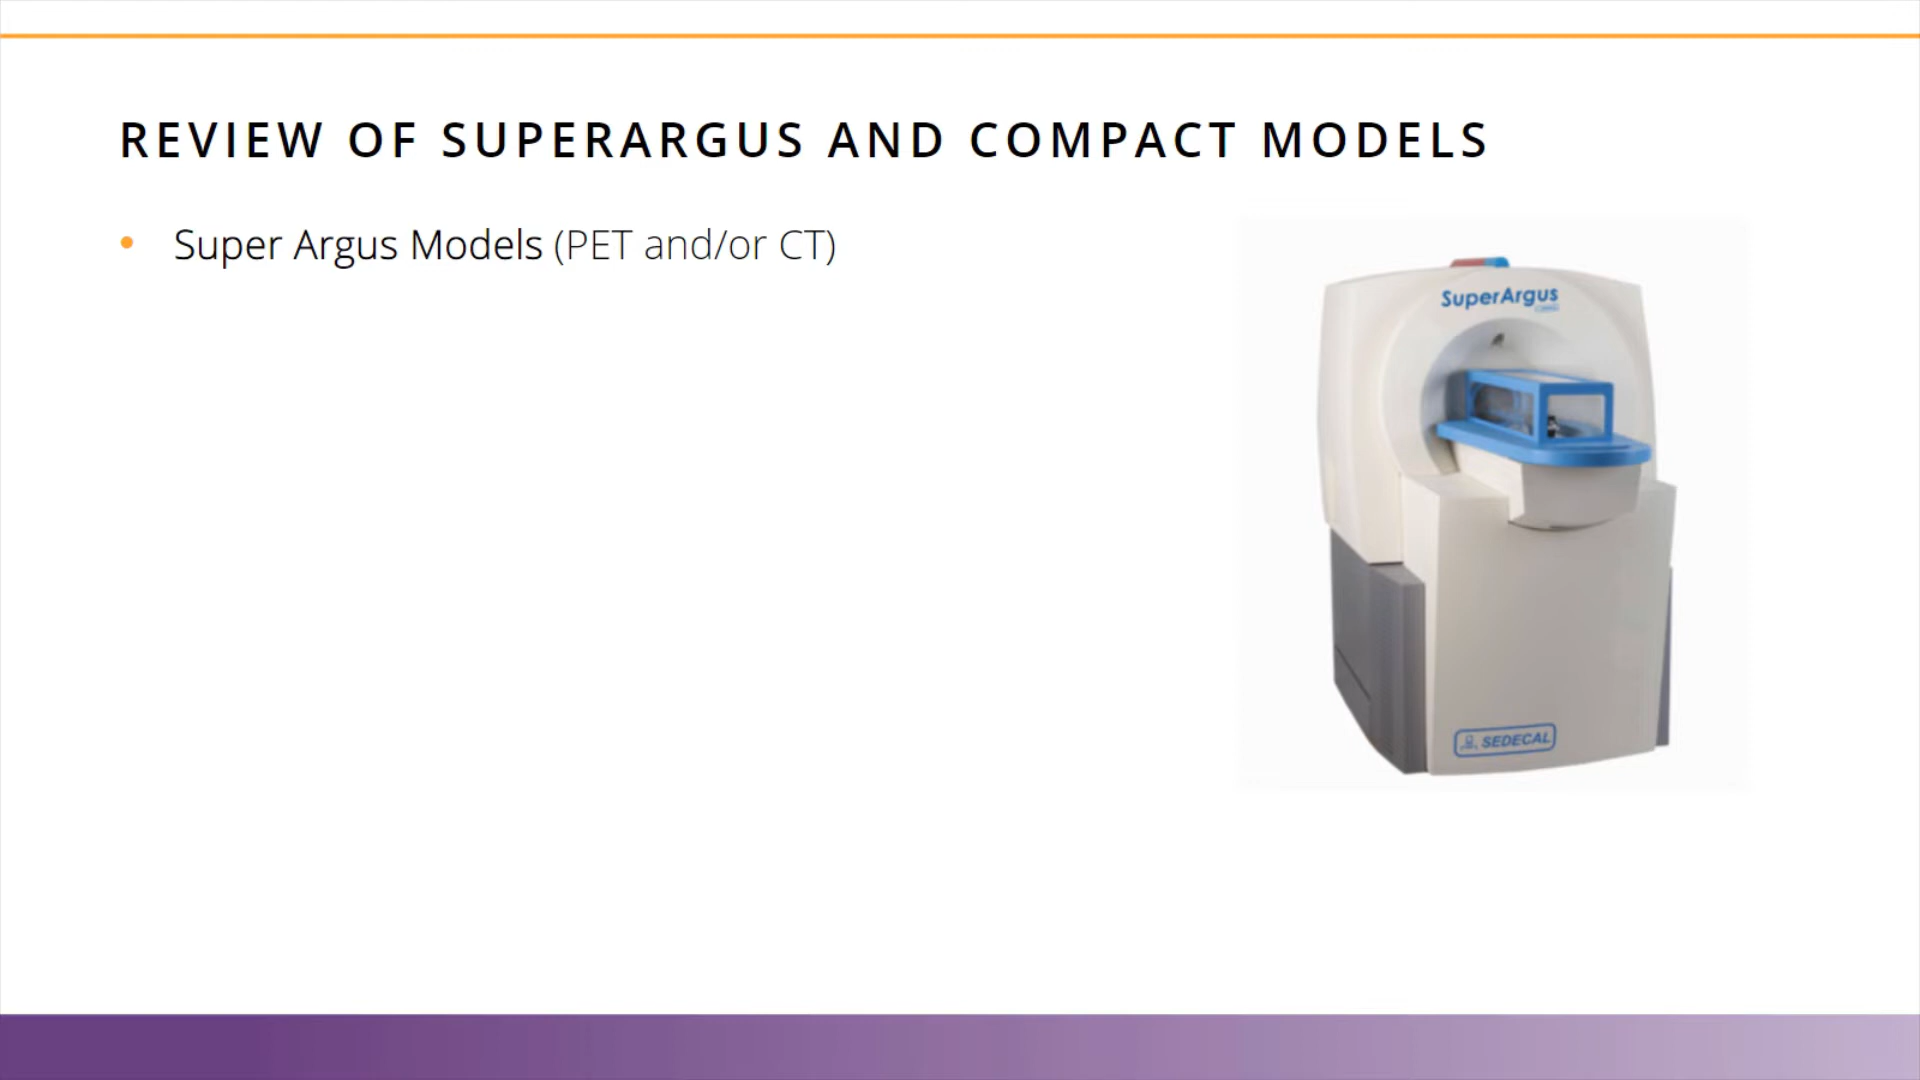 REVIEW OF SUPERARGUS AND COMPACT MODELS
• Super Argus Models (PET and/or CT)
SuperArgus
SEDECAL